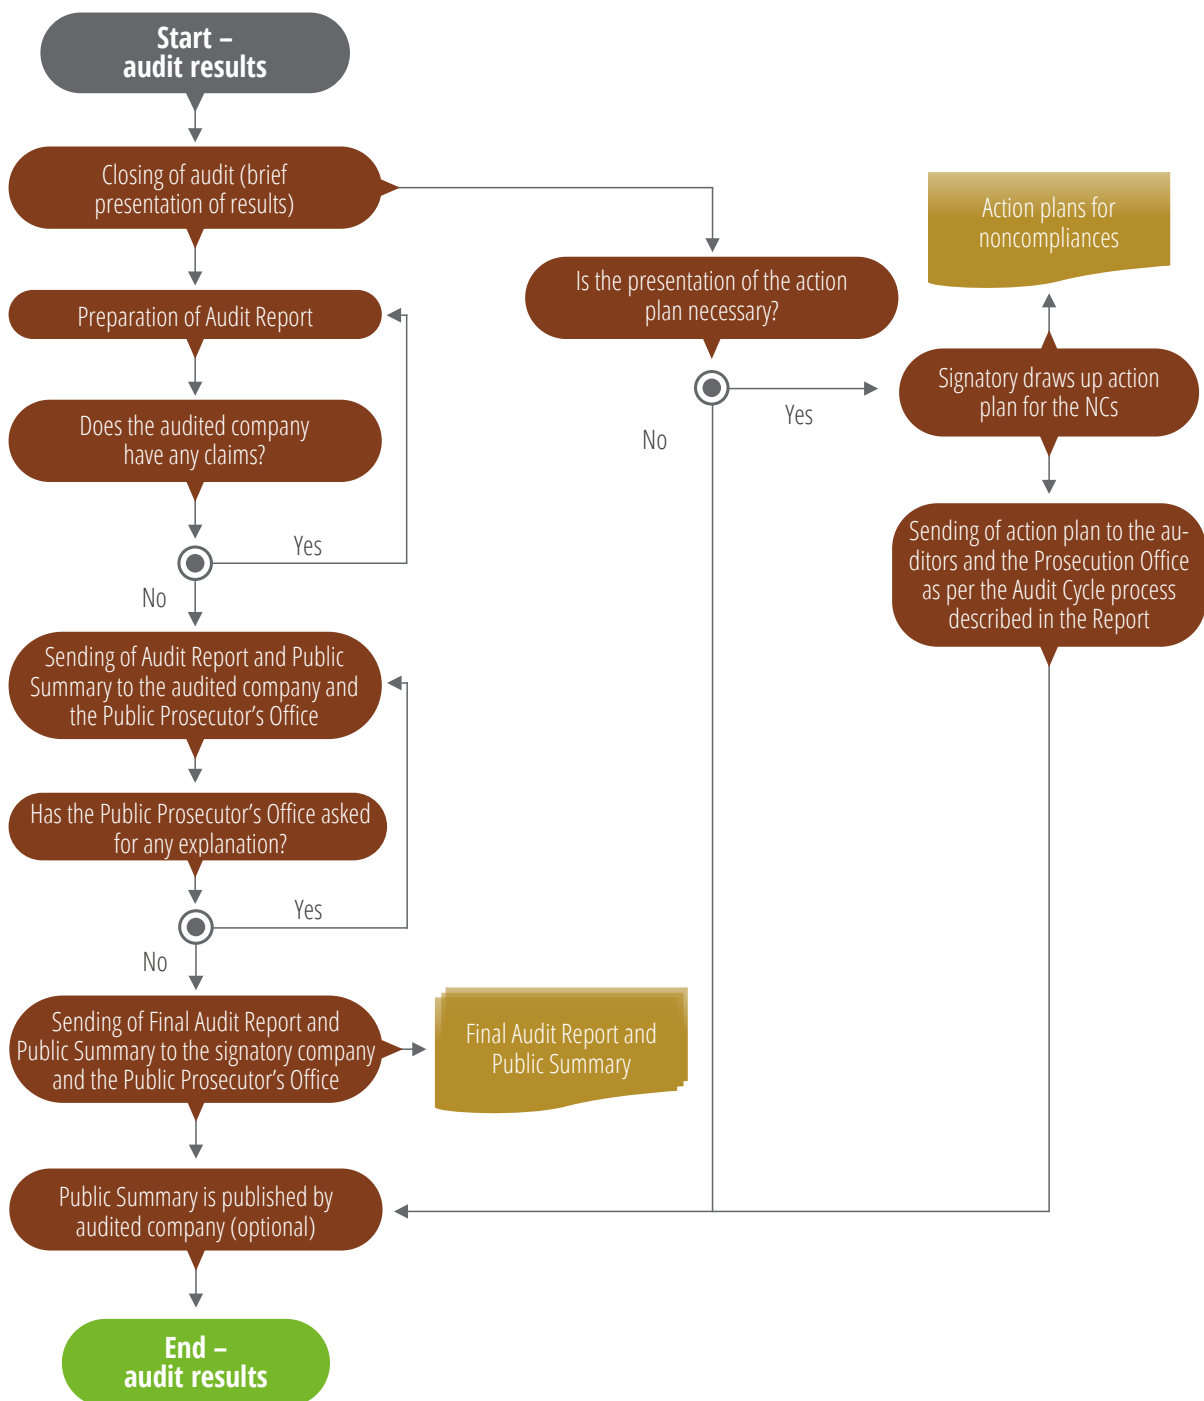 Start –
audit results
Closing of audit (brief
presentation of results)
Preparation of Audit Report
Does the audited company
have any claims?
Yes
No
Sending of Audit Report and Public
Summary to the audited company and
the Public Prosecutor’s Office
Has the Public Prosecutor’s Office asked
for any explanation?
Yes
No
Sending of Final Audit Report and
Public Summary to the signatory company
and the Public Prosecutor’s Office
Final Audit Report and
Public Summary
Public Summary is published by
audited company (optional)
End –
audit results
Is the presentation of the action
plan necessary?
Yes
No
Action plans for
noncompliances
Signatory draws up action
plan for the NCs
Sending of action plan to the au-
ditors and the Prosecution Office
as per the Audit Cycle process
described in the Report